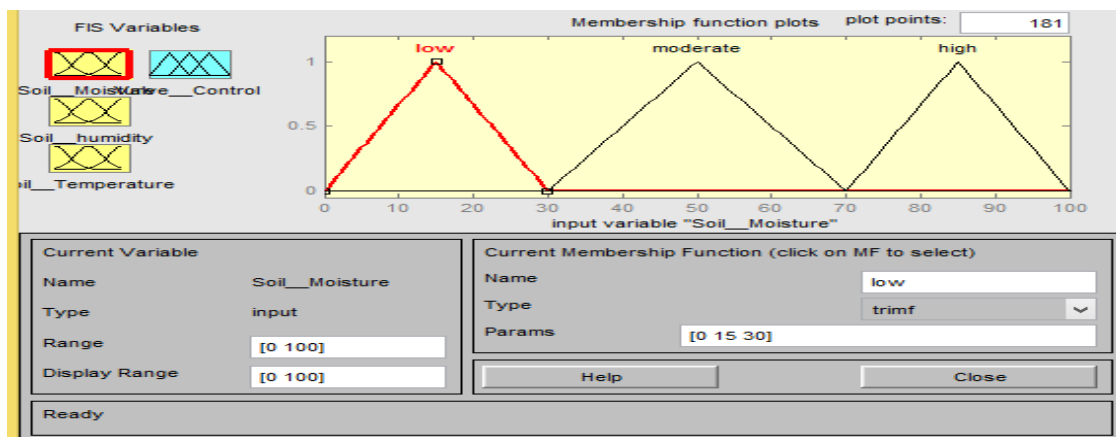 FIS Variables
Membership function plots plot points: 181
low moderate high
1
0.5
0
0 10 20 30 40 50 60 70 80 90 100
input variable "Soil__Moisture"
Soil__Moisture
Control
Soil__humidity
il__Temperature
Current Variable
Name Soil__Moisture
Type input
Range [0 100]
Display Range [0 100]
Current Membership Function (click on MF to select)
Name low
Type trimf
Params [0 15 30]
Help Close
Ready